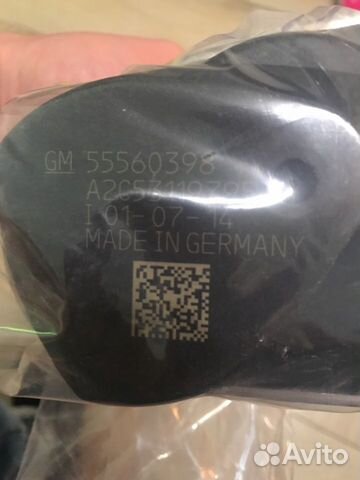 GM 55560398
I 01-07-14
MADE IN GERMANY
Avito